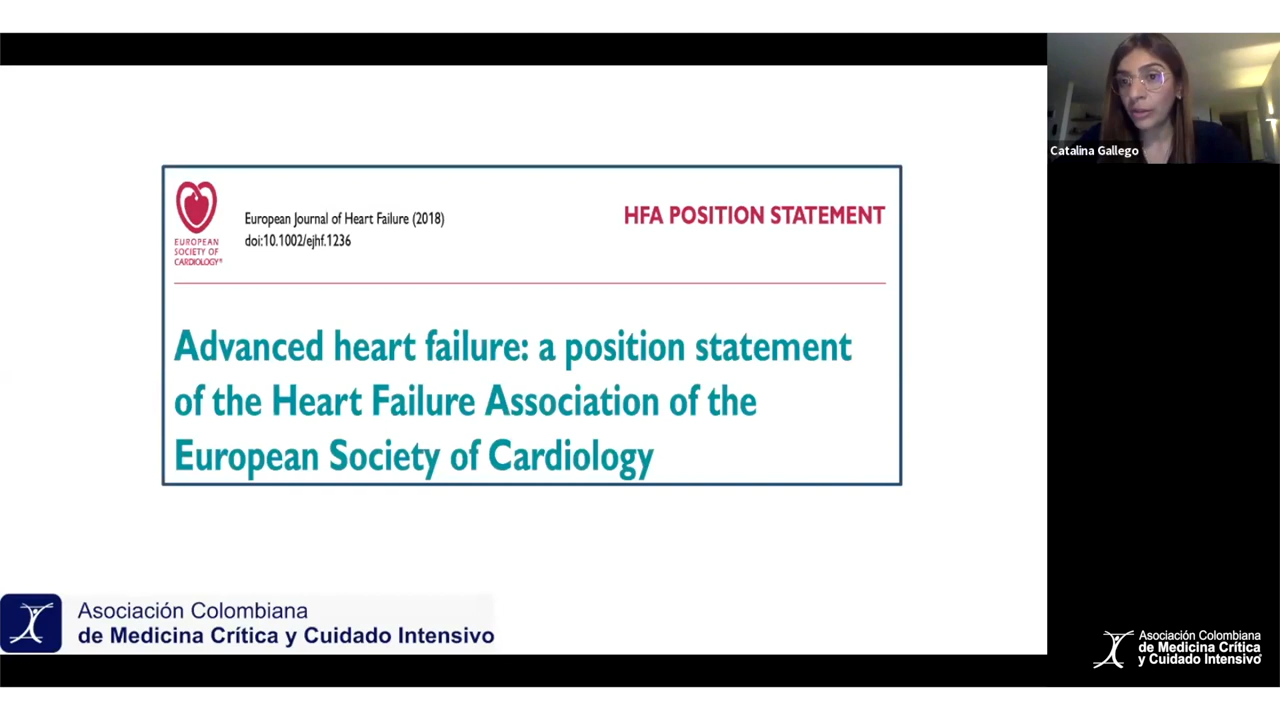 Catalina Gallego
EUROPEAN
SOCIETY OF
CARDIOLOGY®
European Journal of Heart Failure (2018)
doi:10.1002/ejhf.1236
HFA POSITION STATEMENT
Advanced heart failure: a position statement
of the Heart Failure Association of the
European Society of Cardiology
Asociación Colombiana
de Medicina Crítica y Cuidado Intensivo
Asociación Colombiana
de Medicina Crítica
y Cuidado Intensivo